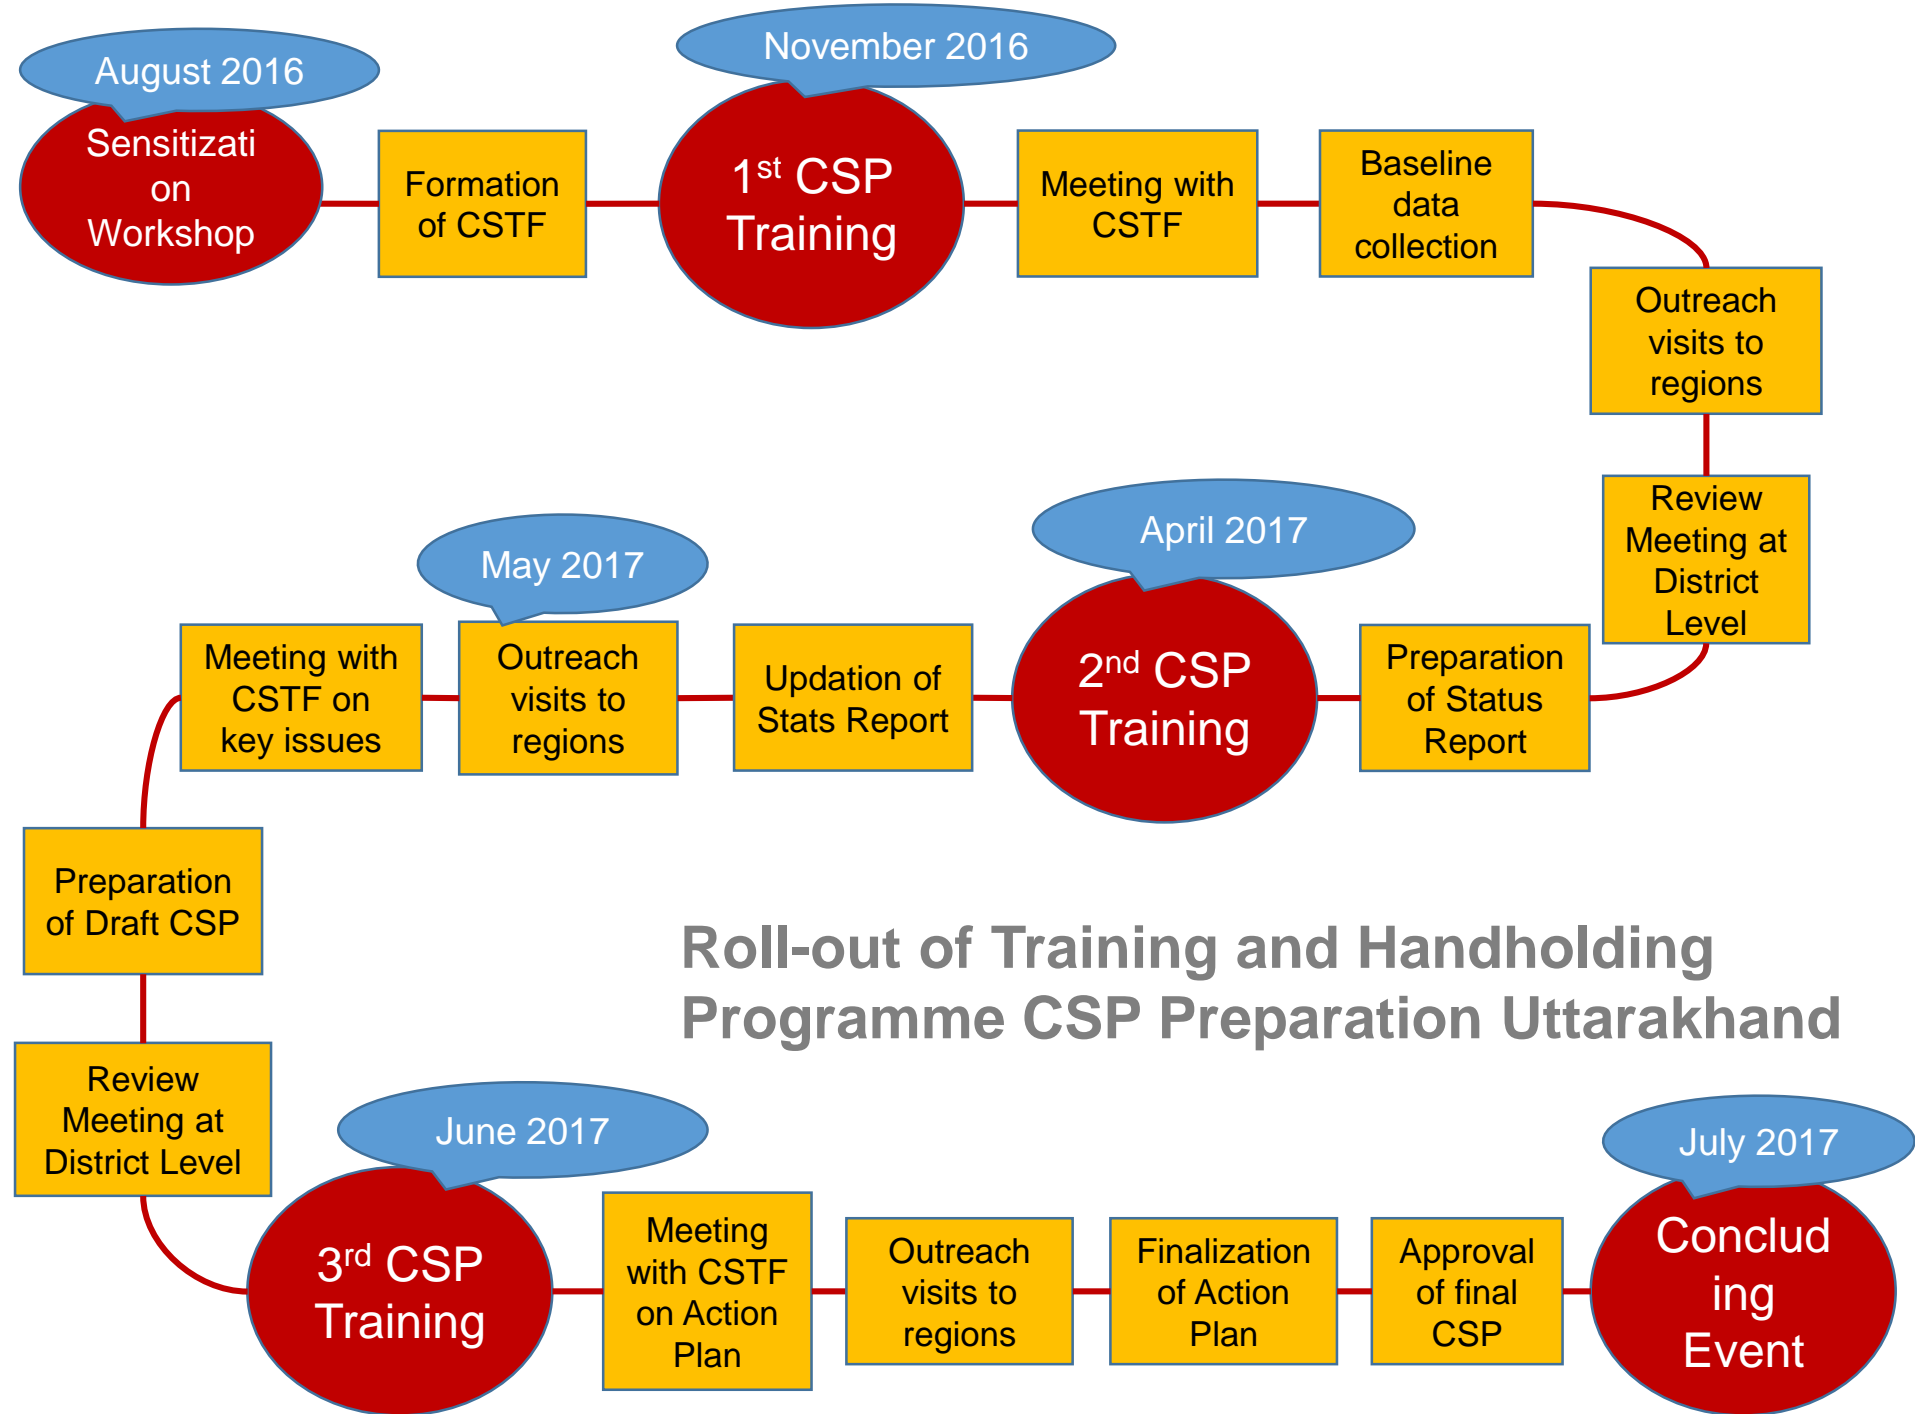 August 2016
Sensitizati
on
Workshop
Formation
of CSTF
November 2016
1st CSP
Training
Meeting with
CSTF
Baseline
data
collection
Outreach
visits to
regions
Review
Meeting at
District
Level
Preparation
of Status
Report
April 2017
2nd CSP
Training
Updation of
Stats Report
May 2017
Outreach
visits to
regions
Meeting with
CSTF on
key issues
Preparation
of Draft CSP
Review
Meeting at
District Level
Roll-out of Training and Handholding
Programme CSP Preparation Uttarakhand
June 2017
3rd CSP
Training
Meeting
with CSTF
on Action
Plan
Outreach
visits to
regions
Finalization
of Action
Plan
Approval
of final
CSP
July 2017
Conclud
ing
Event